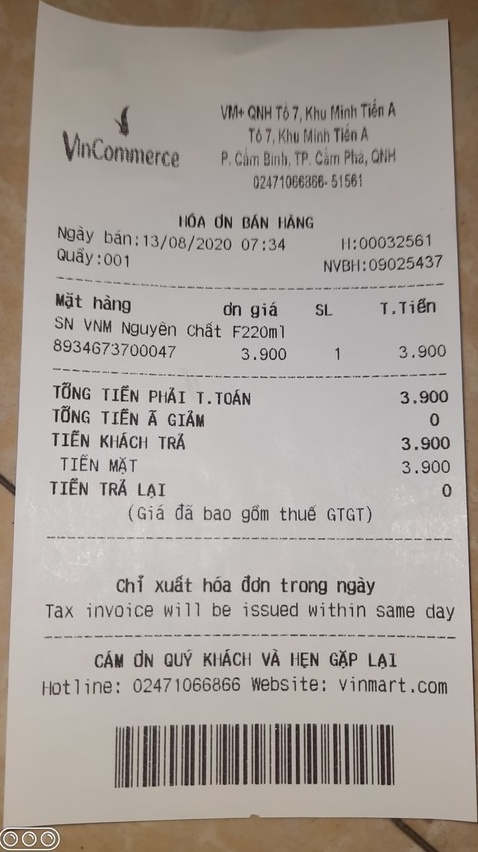 VM+ QNH Tổ 7, Khu Minh Tiến A
VinCommerce
Tổ 7, Khu Minh Tiến A
P. Cẩm Bình, TP. Cẩm Phả, QNH
02471066866- 51561
HÓA ƠN BÁN HÀNG
Ngày bán:13/08/2020 07:34 H:00032561
Quầy:001 NVBH:09025437
Mặt hàng ơn giá SL T.Tiền
SN VNM Nguyên Chất F220ml
8934673700047 3.900 1 3.900
TỔNG TIỀN PHẢI T.TOÁN 3.900
TỔNG TIỀN Ã GIẢM 0
TIỀN KHÁCH TRẢ 3.900
TIỀN MẶT 3.900
TIỀN TRẢ LẠI 0
(Giá đã bao gồm thuế GTGT)
Chỉ xuất hóa đơn trong ngày
Tax invoice will be issued within same day
CẢM ƠN QUÝ KHÁCH VÀ HẸN GẶP LẠI
Hotline: 02471066866 Website: vinmart.com